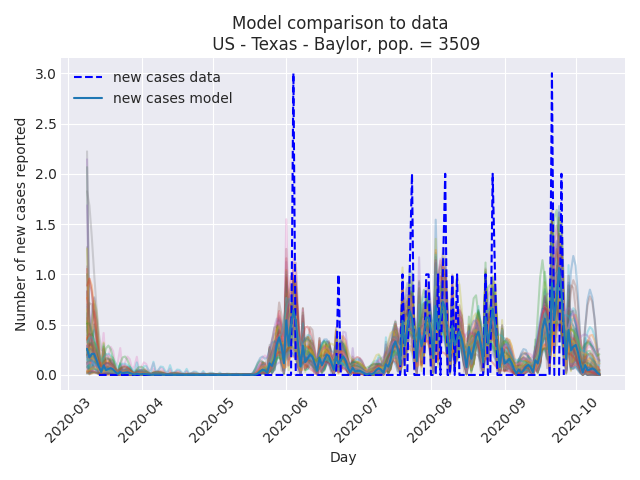 Model comparison to data
US - Texas - Baylor, pop. = 3509
new cases data
new cases model
Number of new cases reported
3.0
2.5
2.0
1.5
1.0
0.5
0.0
2020-03
2020-04
2020-05
2020-06
2020-07
2020-08
2020-09
2020-10
Day